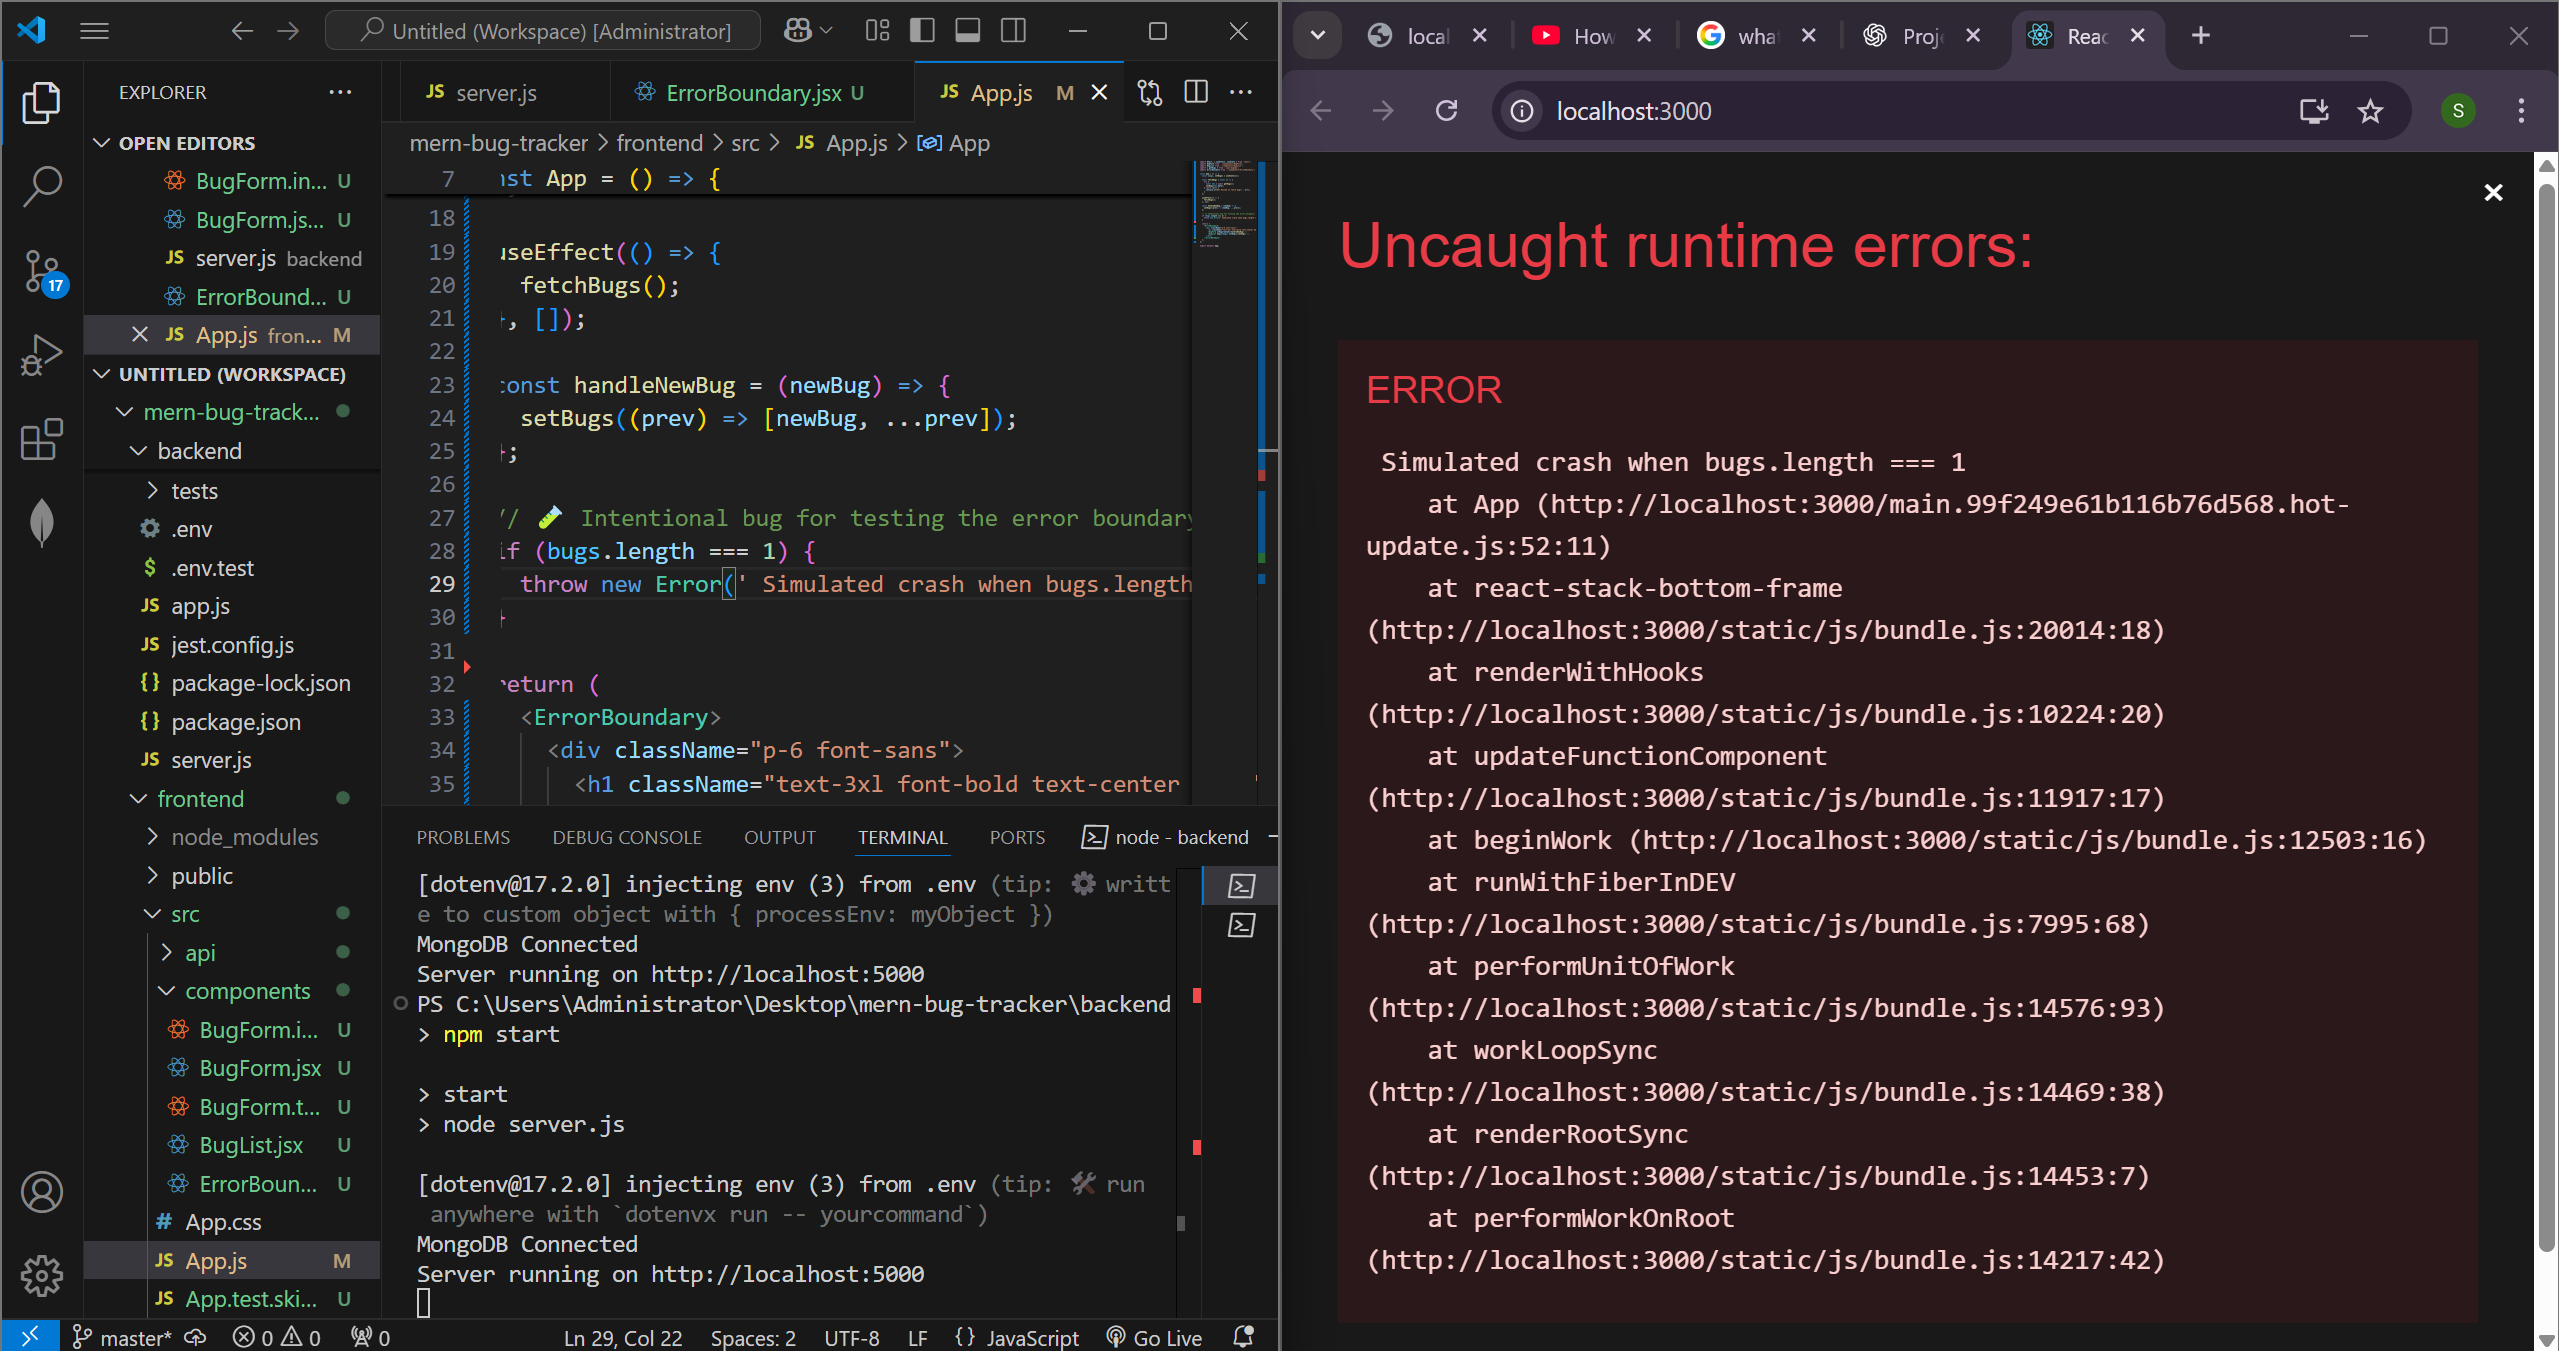 Untitled (Workspace) [Administrator]
EXPLORER
OPEN EDITORS
BugForm.in... U
BugForm.js... U
JS server.js backend
ErrorBound... U
JS App.js fron... M
UNTITLED (WORKSPACE)
mern-bug-track...
backend
tests
.env
$ .env.test
JS app.js
JS jest.config.js
{} package-lock.json
{} package.json
JS server.js
frontend
node_modules
public
src
api
components
BugForm.i... U
BugForm.jsx U
BugForm.t... U
BugList.jsx U
ErrorBoun... U
# App.css
JS App.js M
JS App.test.ski... U
17
JS server.js
ErrorBoundary.jsx U
JS App.js M
mern-bug-tracker > frontend > src > JS App.js > App
7 nst App = () => {
18
19 useEffect(() => {
20 fetchBugs();
21 }, []);
22
23 const handleNewBug = (newBug) => {
24 setBugs((prev) => [newBug, ...prev]);
25 };
26
27 // 🧪 Intentional bug for testing the error boundary
28 if (bugs.length === 1) {
29 throw new Error(' Simulated crash when bugs.length
30 }
31
32 return (
33 <ErrorBoundary>
34 <div className="p-6 font-sans">
35 <h1 className="text-3xl font-bold text-center
PROBLEMS DEBUG CONSOLE OUTPUT TERMINAL PORTS node - backend
[dotenv@17.2.0] injecting env (3) from .env (tip: ⚙️ writt
e to custom object with { processEnv: myObject })
MongoDB Connected
Server running on http://localhost:5000
PS C:\Users\Administrator\Desktop\mern-bug-tracker\backend
> npm start
> start
> node server.js
[dotenv@17.2.0] injecting env (3) from .env (tip: 🛠️ run
anywhere with `dotenvx run -- yourcommand`)
MongoDB Connected
Server running on http://localhost:5000
master* 0 0 0 Ln 29, Col 22 Spaces: 2 UTF-8 LF {} JavaScript Go Live
local
How
wha
Proj
Reac
localhost:3000
S
Uncaught runtime errors:
ERROR
Simulated crash when bugs.length === 1
at App (http://localhost:3000/main.99f249e61b116b76d568.hot-
update.js:52:11)
at react-stack-bottom-frame
(http://localhost:3000/static/js/bundle.js:20014:18)
at renderWithHooks
(http://localhost:3000/static/js/bundle.js:10224:20)
at updateFunctionComponent
(http://localhost:3000/static/js/bundle.js:11917:17)
at beginWork (http://localhost:3000/static/js/bundle.js:12503:16)
at runWithFiberInDEV
(http://localhost:3000/static/js/bundle.js:7995:68)
at performUnitOfWork
(http://localhost:3000/static/js/bundle.js:14576:93)
at workLoopSync
(http://localhost:3000/static/js/bundle.js:14469:38)
at renderRootSync
(http://localhost:3000/static/js/bundle.js:14453:7)
at performWorkOnRoot
(http://localhost:3000/static/js/bundle.js:14217:42)